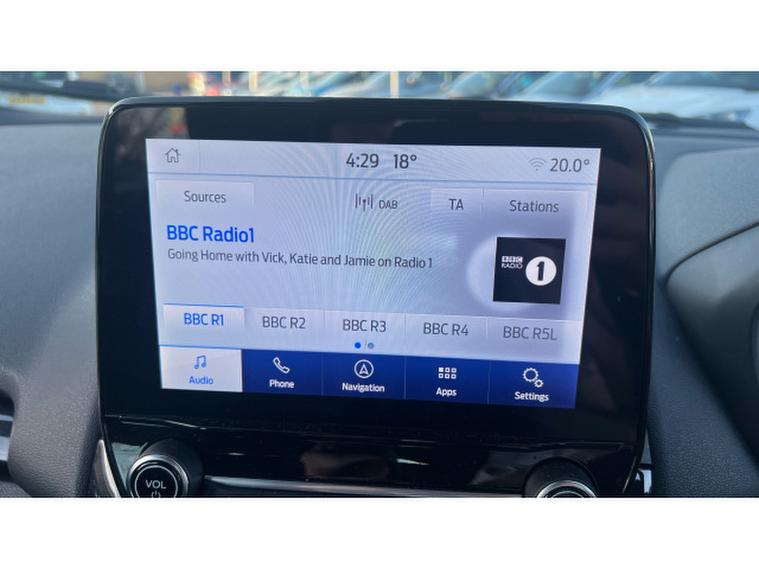 4:29 18° 20.0°
Sources DAB TA Stations
BBC Radio1
Going Home with Vick, Katie and Jamie on Radio 1
BBC RADIO 1
BBC R1 BBC R2 BBC R3 BBC R4 BBC R5L
Audio Phone Navigation Apps Settings
VOL